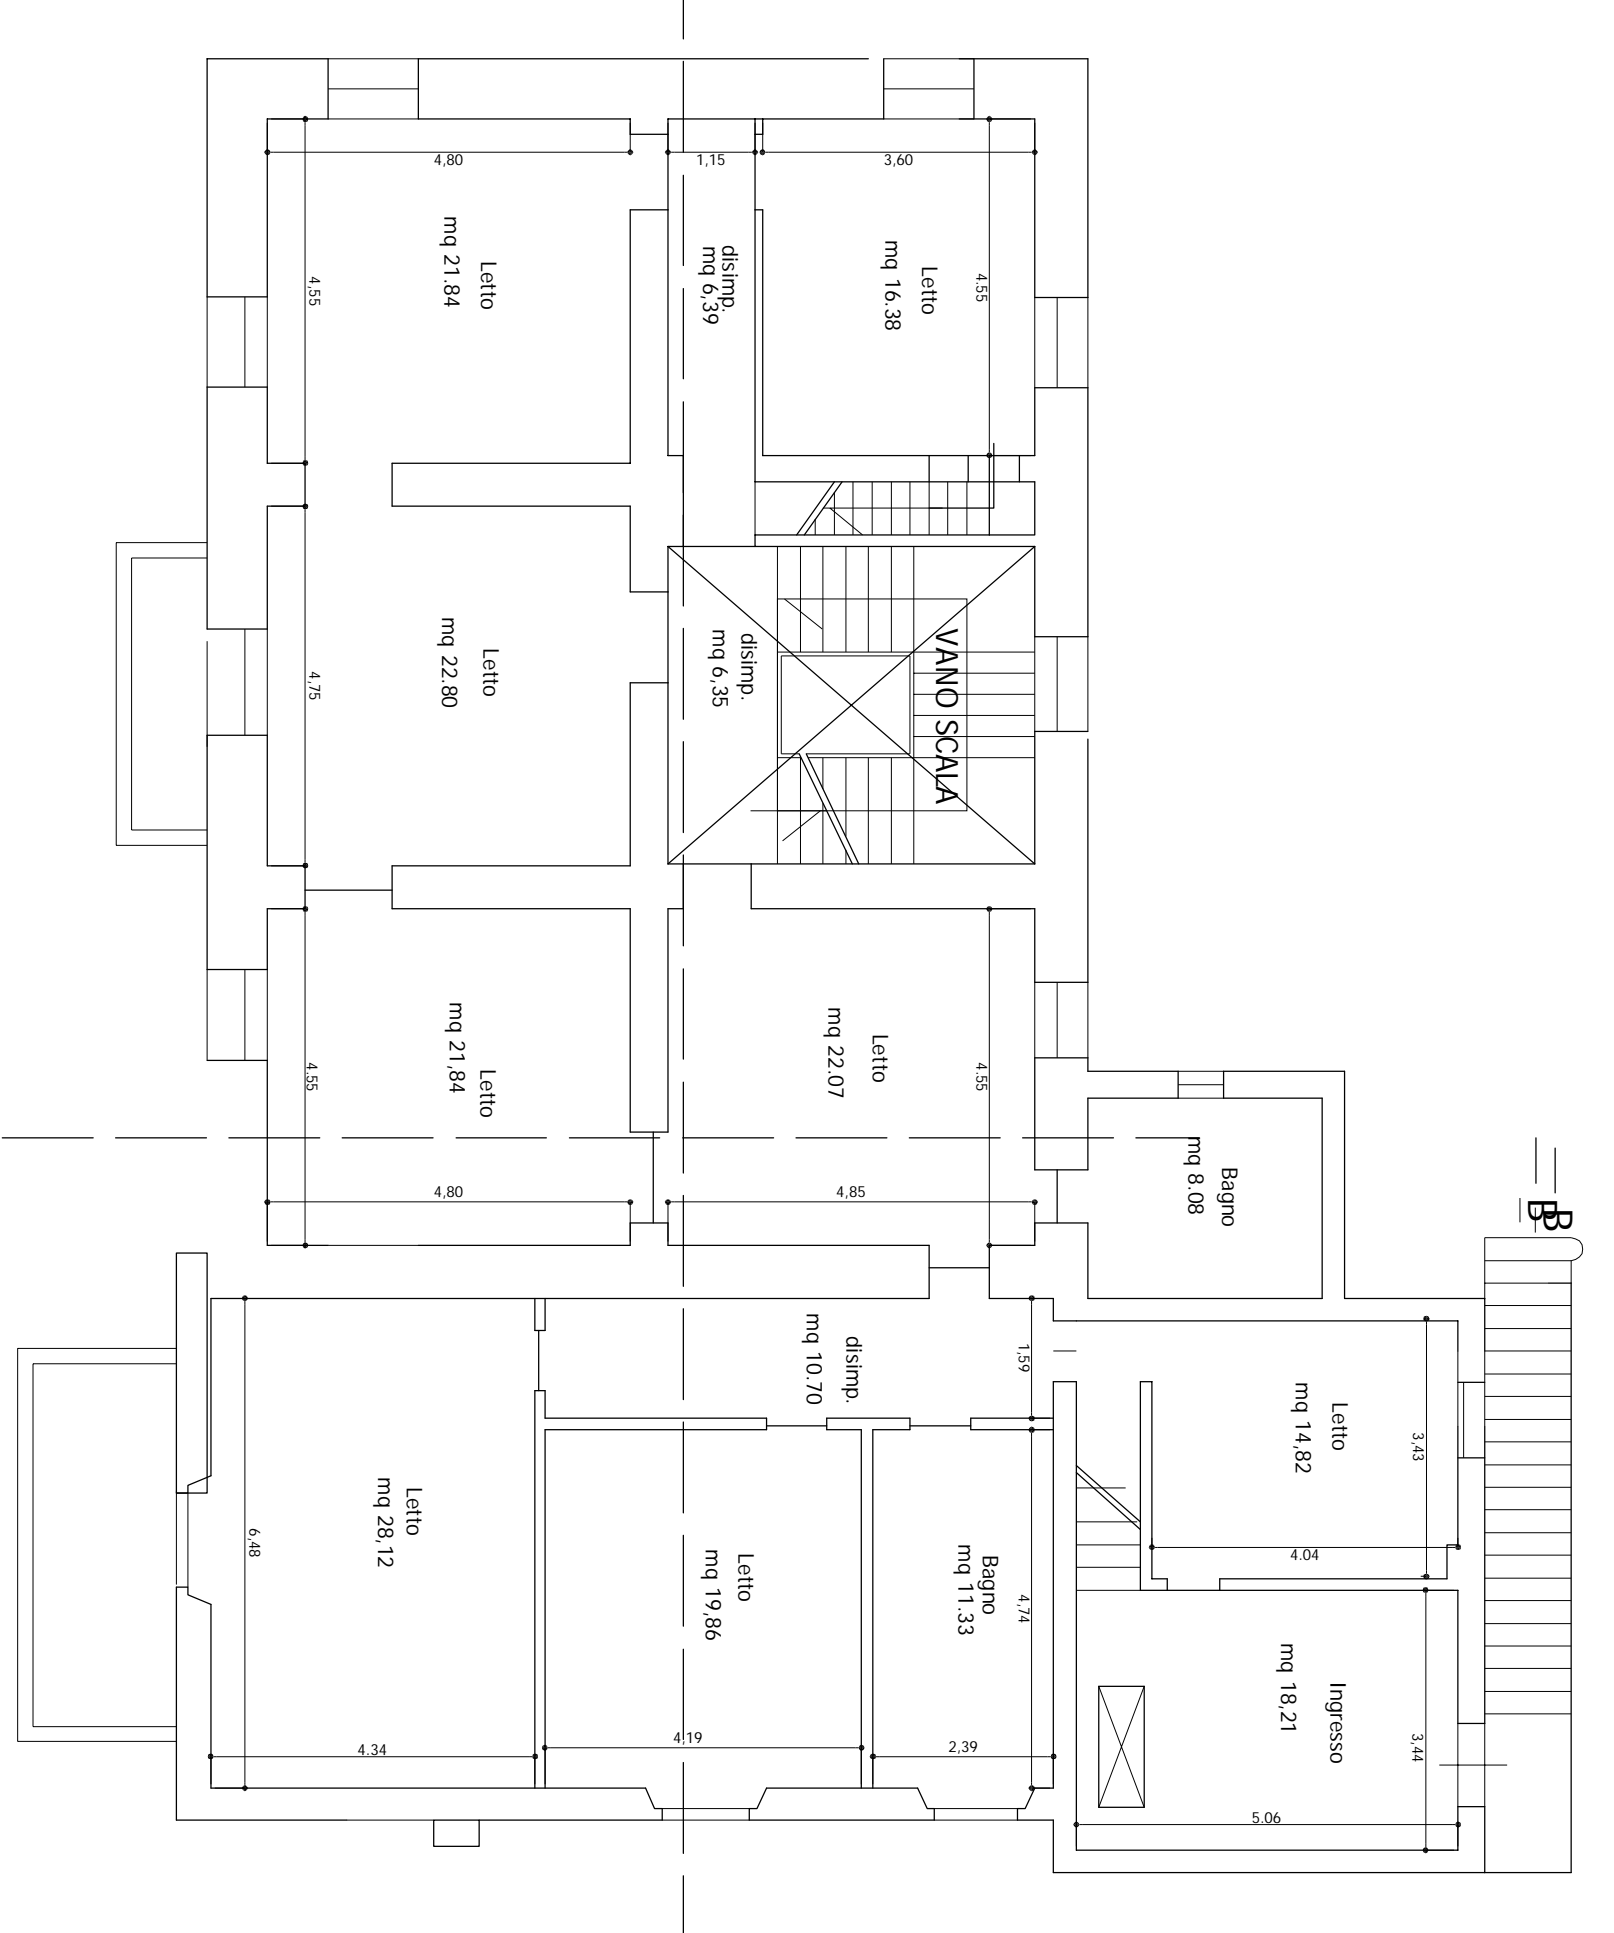 4,80
1,15
3,60
Letto
mq 21.84
4,55
disimp.
mq 6,39
Letto
mq 16.38
4.55
Letto
mq 22.80
4,75
disimp.
mq 6,35
VANO SCALA
Letto
mq 21,84
4.55
4,80
Letto
mq 22.07
4.55
4,85
Bagno
mq 8.08
B
B
disimp.
mq 10.70
1,59
Letto
mq 14,82
3,43
4.04
Letto
mq 28,12
6,48
4.34
Letto
mq 19,86
4,19
Bagno
mq 11.33
4,74
2,39
Ingresso
mq 18,21
3,44
5.06